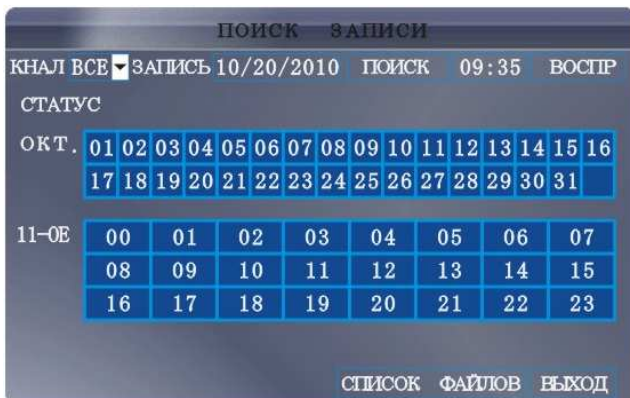 ПОИСК ЗАПИСИ
КНАЛ ВСЕ ЗАПИСЬ 10/20/2010 ПОИСК 09:35 ВОСПР
СТАТУС
ОКТ. 01 02 03 04 05 06 07 08 09 10 11 12 13 14 15 16
17 18 19 20 21 22 23 24 25 26 27 28 29 30 31
11-0Е 00 01 02 03 04 05 06 07
08 09 10 11 12 13 14 15
16 17 18 19 20 21 22 23
СПИСОК ФАЙЛОВ ВЫХОД